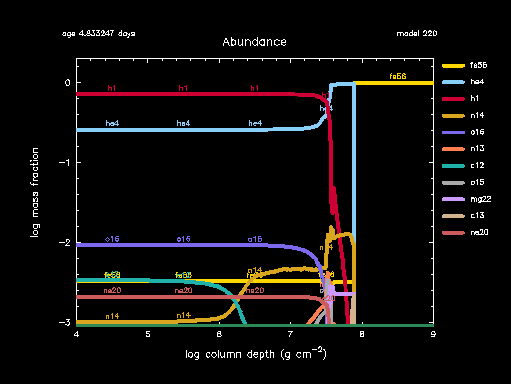 age 4.833247 days
model 220
Abundance
fe56
he4
h1
n14
o16
n13
c12
o15
mg22
c13
ne20
fe56
h1 h1 h1
he4 he4 he4
o16 o16 o16
fe56 fe56 fe56
n14
ne20 ne20 ne20
n14 n14
0
−1
−2
−3
4 5 6 7 8 9
log mass fraction
log column depth (g cm−2)